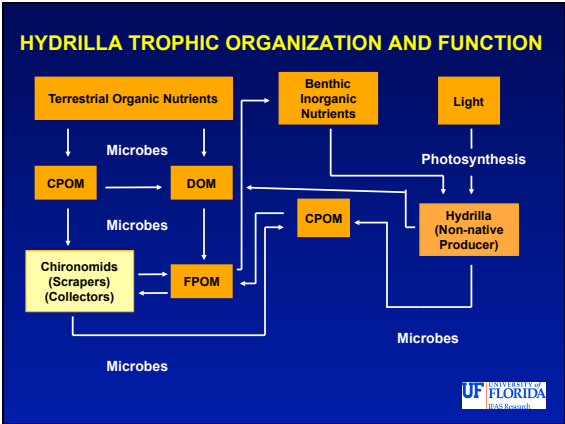 HYDRILLA TROPHIC ORGANIZATION AND FUNCTION
Terrestrial Organic Nutrients
Benthic
Inorganic
Nutrients
Light
Microbes
Photosynthesis
CPOM
DOM
CPOM
Hydrilla
(Non-native
Producer)
Microbes
Chironomids
(Scrapers)
(Collectors)
FPOM
Microbes
Microbes
UF UNIVERSITY of
FLORIDA
IFAS Research